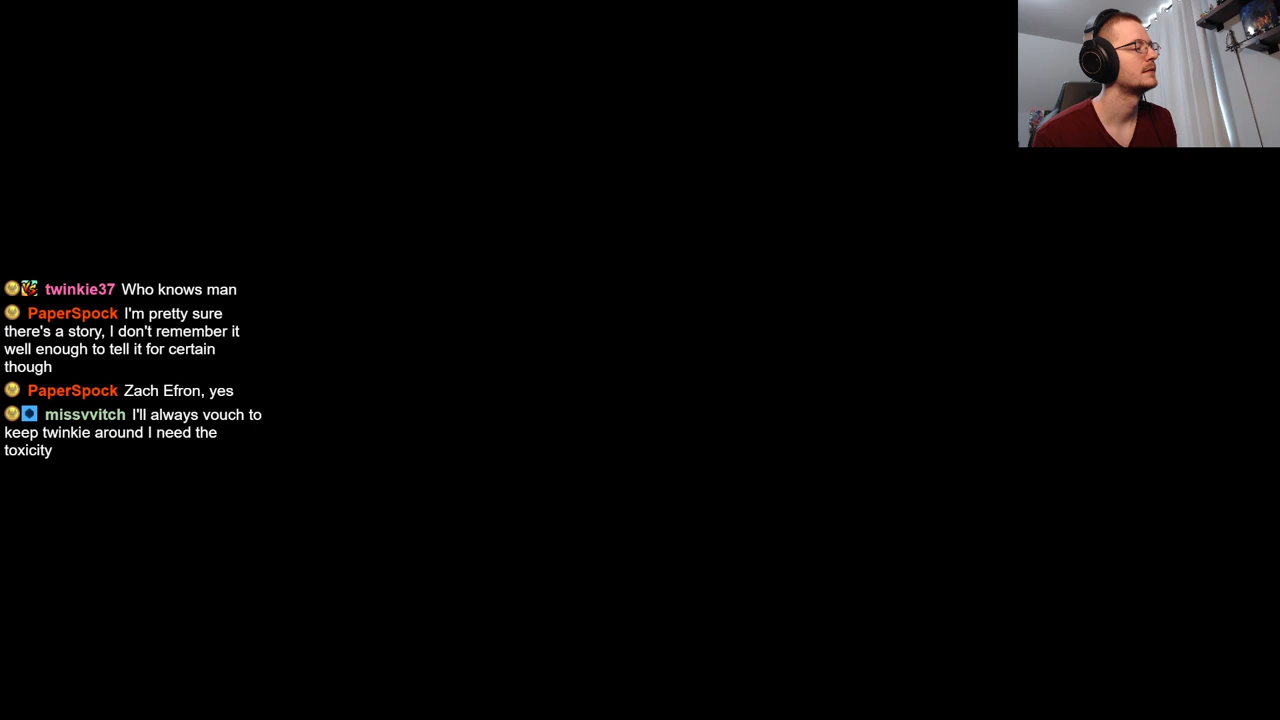 twinkie37 Who knows man
PaperSpock I'm pretty sure
there's a story, I don't remember it
well enough to tell it for certain
though
PaperSpock Zach Efron, yes
missvvitch I'll always vouch to
keep twinkie around I need the
toxicity